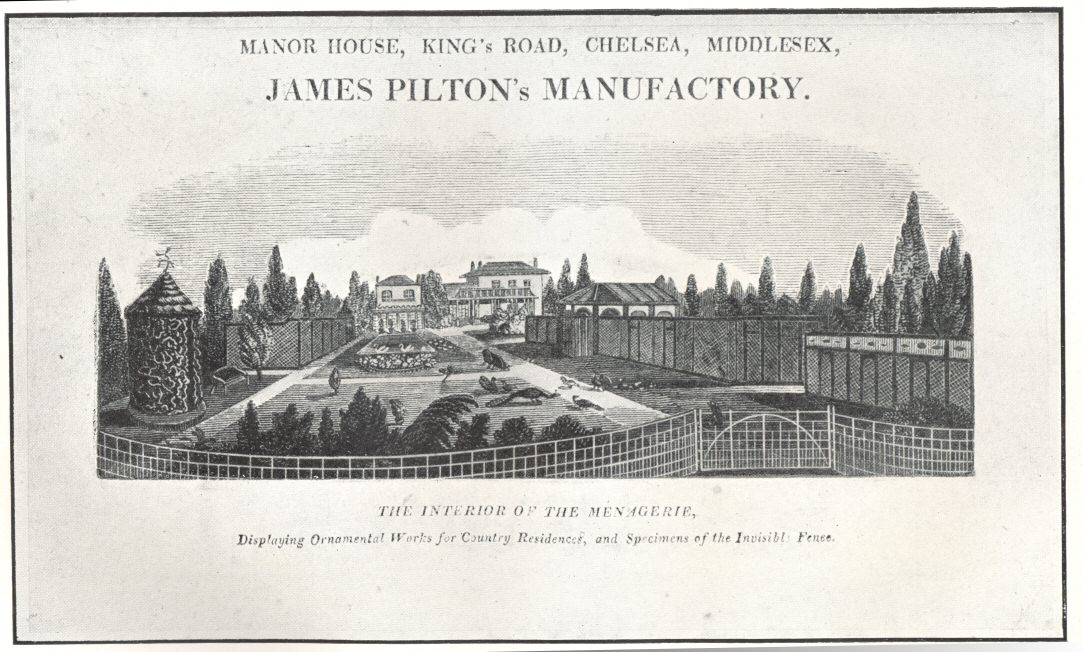 MANOR HOUSE, KING's ROAD, CHELSEA, MIDDLESEX,
JAMES PILTON's MANUFACTORY.
THE INTERIOR OF THE MENAGERIE,
Displaying Ornamental Works for Country Residences, and Specimens of the Invisible Fence.